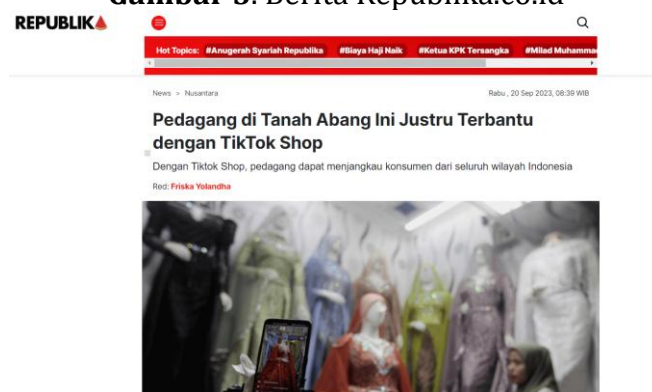 Gambar 3. Berita Republika.co.id
REPUBLIK
Hot Topics: #Anugerah Syariah Republika #Biaya Haji Naik #Ketua KPK Tersangka #Milad Muhamma
News > Nusantara
Rabu , 20 Sep 2023, 08:39 WIB
Pedagang di Tanah Abang Ini Justru Terbantu
dengan TikTok Shop
Dengan Tiktok Shop, pedagang dapat menjangkau konsumen dari seluruh wilayah Indonesia
Red: Friska Yolandha